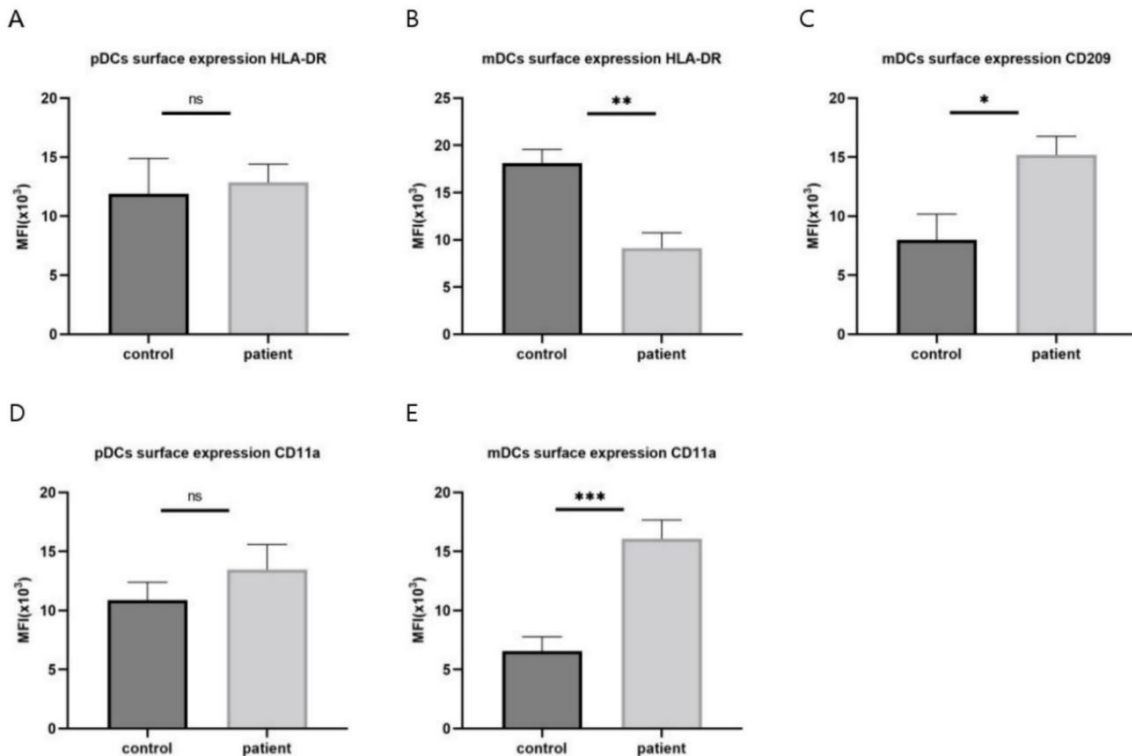 A
pDCs surface expression HLA-DR
MFI(x10³)
20
15
10
5
0
ns
control
patient
B
mDCs surface expression HLA-DR
MFI(x10³)
25
20
15
10
5
0
**
control
patient
C
mDCs surface expression CD209
MFI(x10³)
20
15
10
5
0
*
control
patient
D
pDCs surface expression CD11a
MFI(x10³)
20
15
10
5
0
ns
control
patient
E
mDCs surface expression CD11a
MFI(x10³)
20
15
10
5
0
***
control
patient